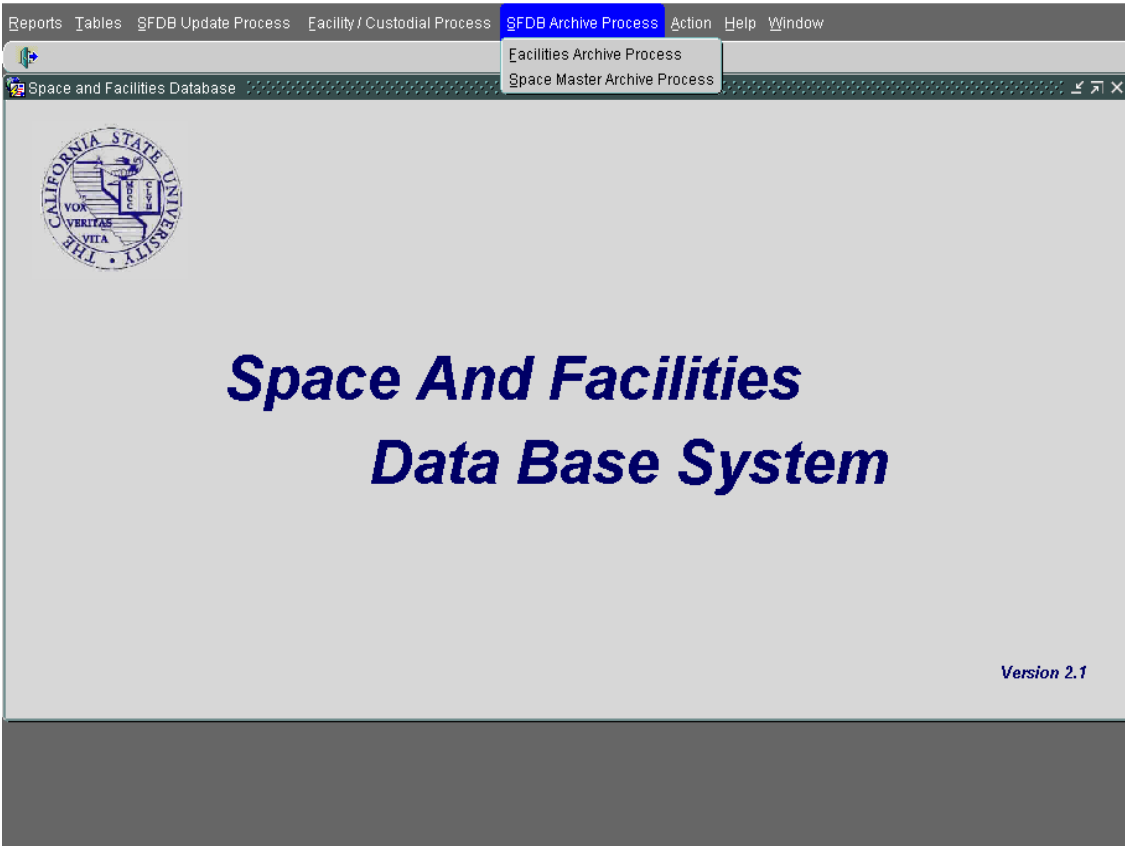 Reports Tables SFDB Update Process Facility / Custodial Process SFDB Archive Process Action Help Window
Facilities Archive Process
Space Master Archive Process
Space and Facilities Database
THE CALIFORNIA STATE UNIVERSITY
VOX
VERITAS
VITA
Space And Facilities
Data Base System
Version 2.1